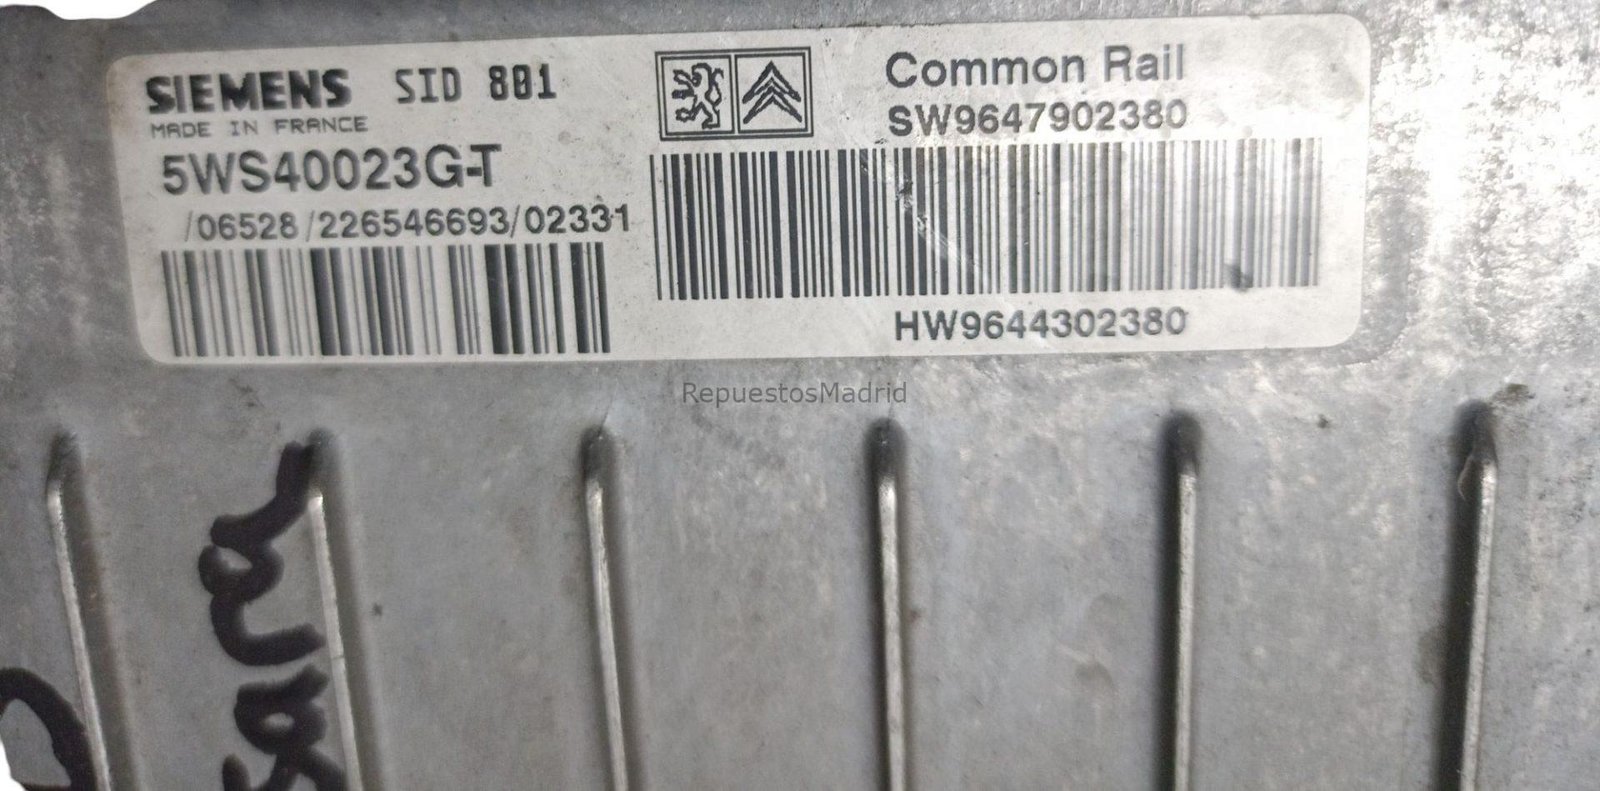 SIEMENS SID 801
MADE IN FRANCE
5WS40023G-T
/06528/226546693/02331
Common Rail
SW9647902380
HW9644302380
RepuestosMadrid